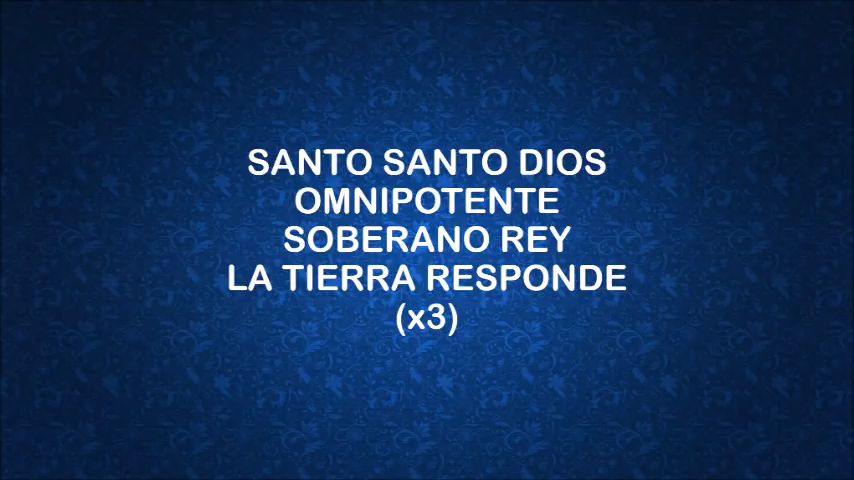 SANTO SANTO DIOS
OMNIPOTENTE
SOBERANO REY
LA TIERRA RESPONDE
(x3)